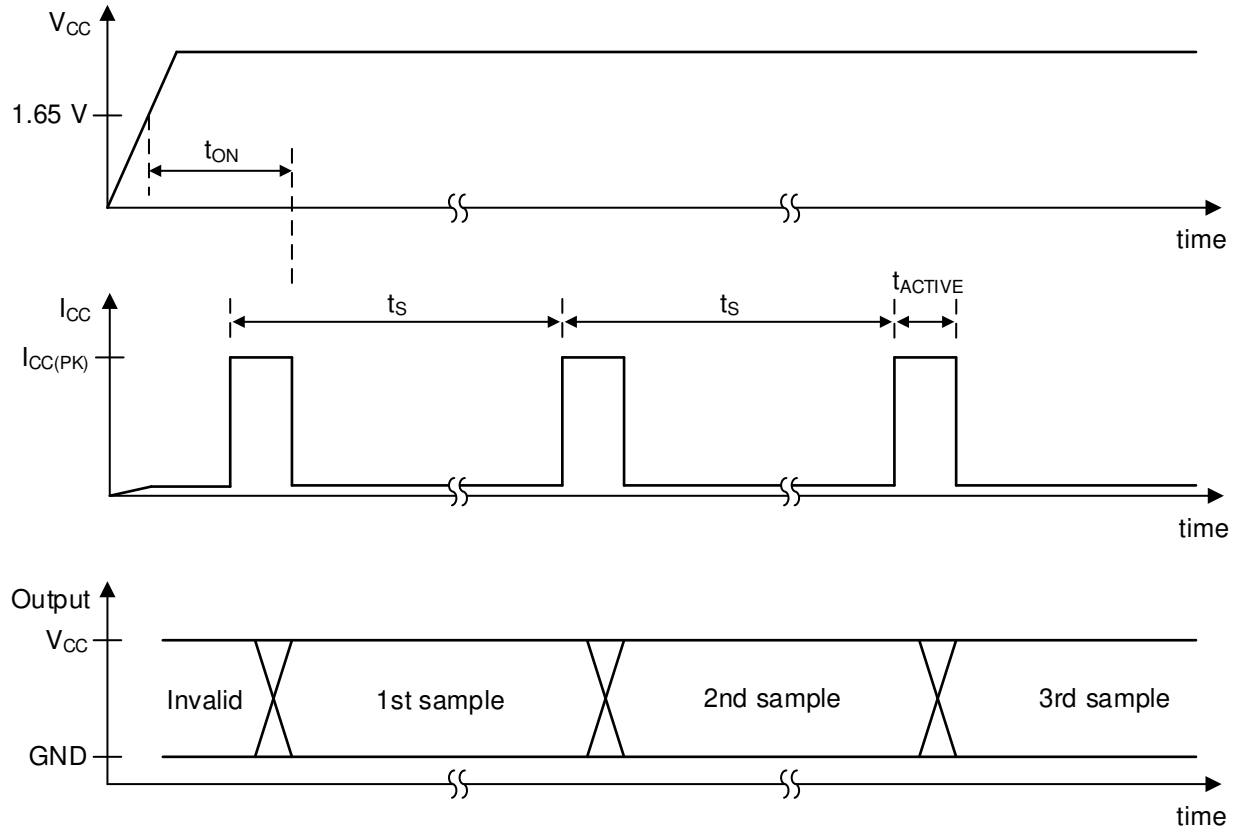 VCC
1.65 V
tON
time
ICC
ICC(PK)
tS
tS
tACTIVE
time
Output
VCC
Invalid
1st sample
2nd sample
3rd sample
GND
time